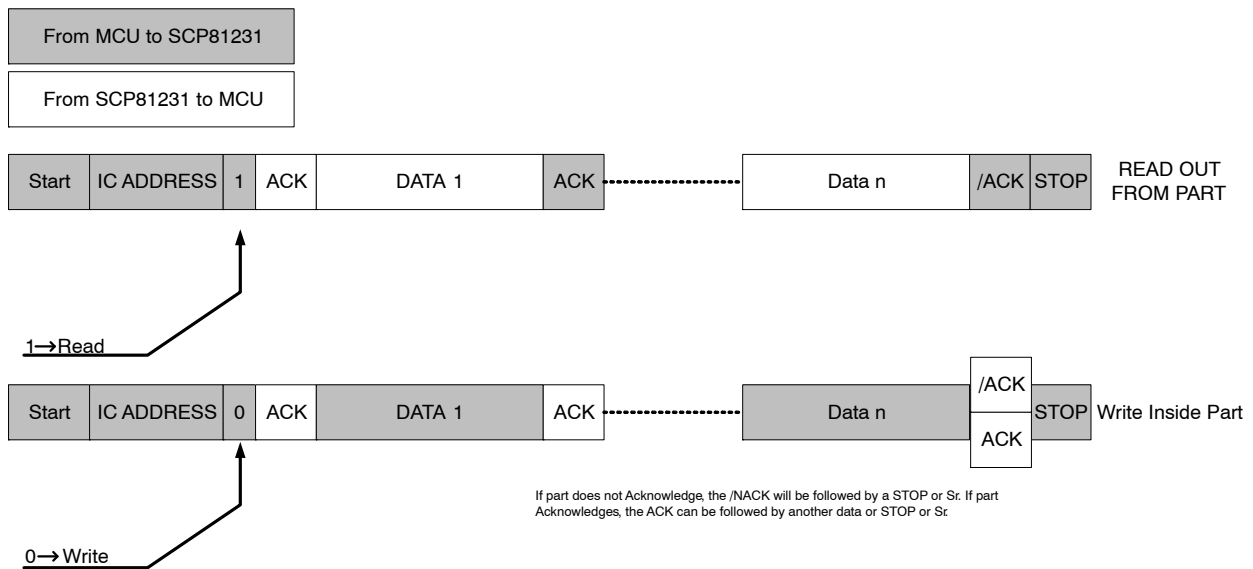 From MCU to SCP81231
From SCP81231 to MCU
Start IC ADDRESS 1 ACK DATA 1 ACK Data n /ACK STOP READ OUT
FROM PART
1→Read
/ACK
Start IC ADDRESS 0 ACK DATA 1 ACK Data n STOP Write Inside Part
ACK
If part does not Acknowledge, the /NACK will be followed by a STOP or Sr. If part
Acknowledges, the ACK can be followed by another data or STOP or Sr.
0→Write